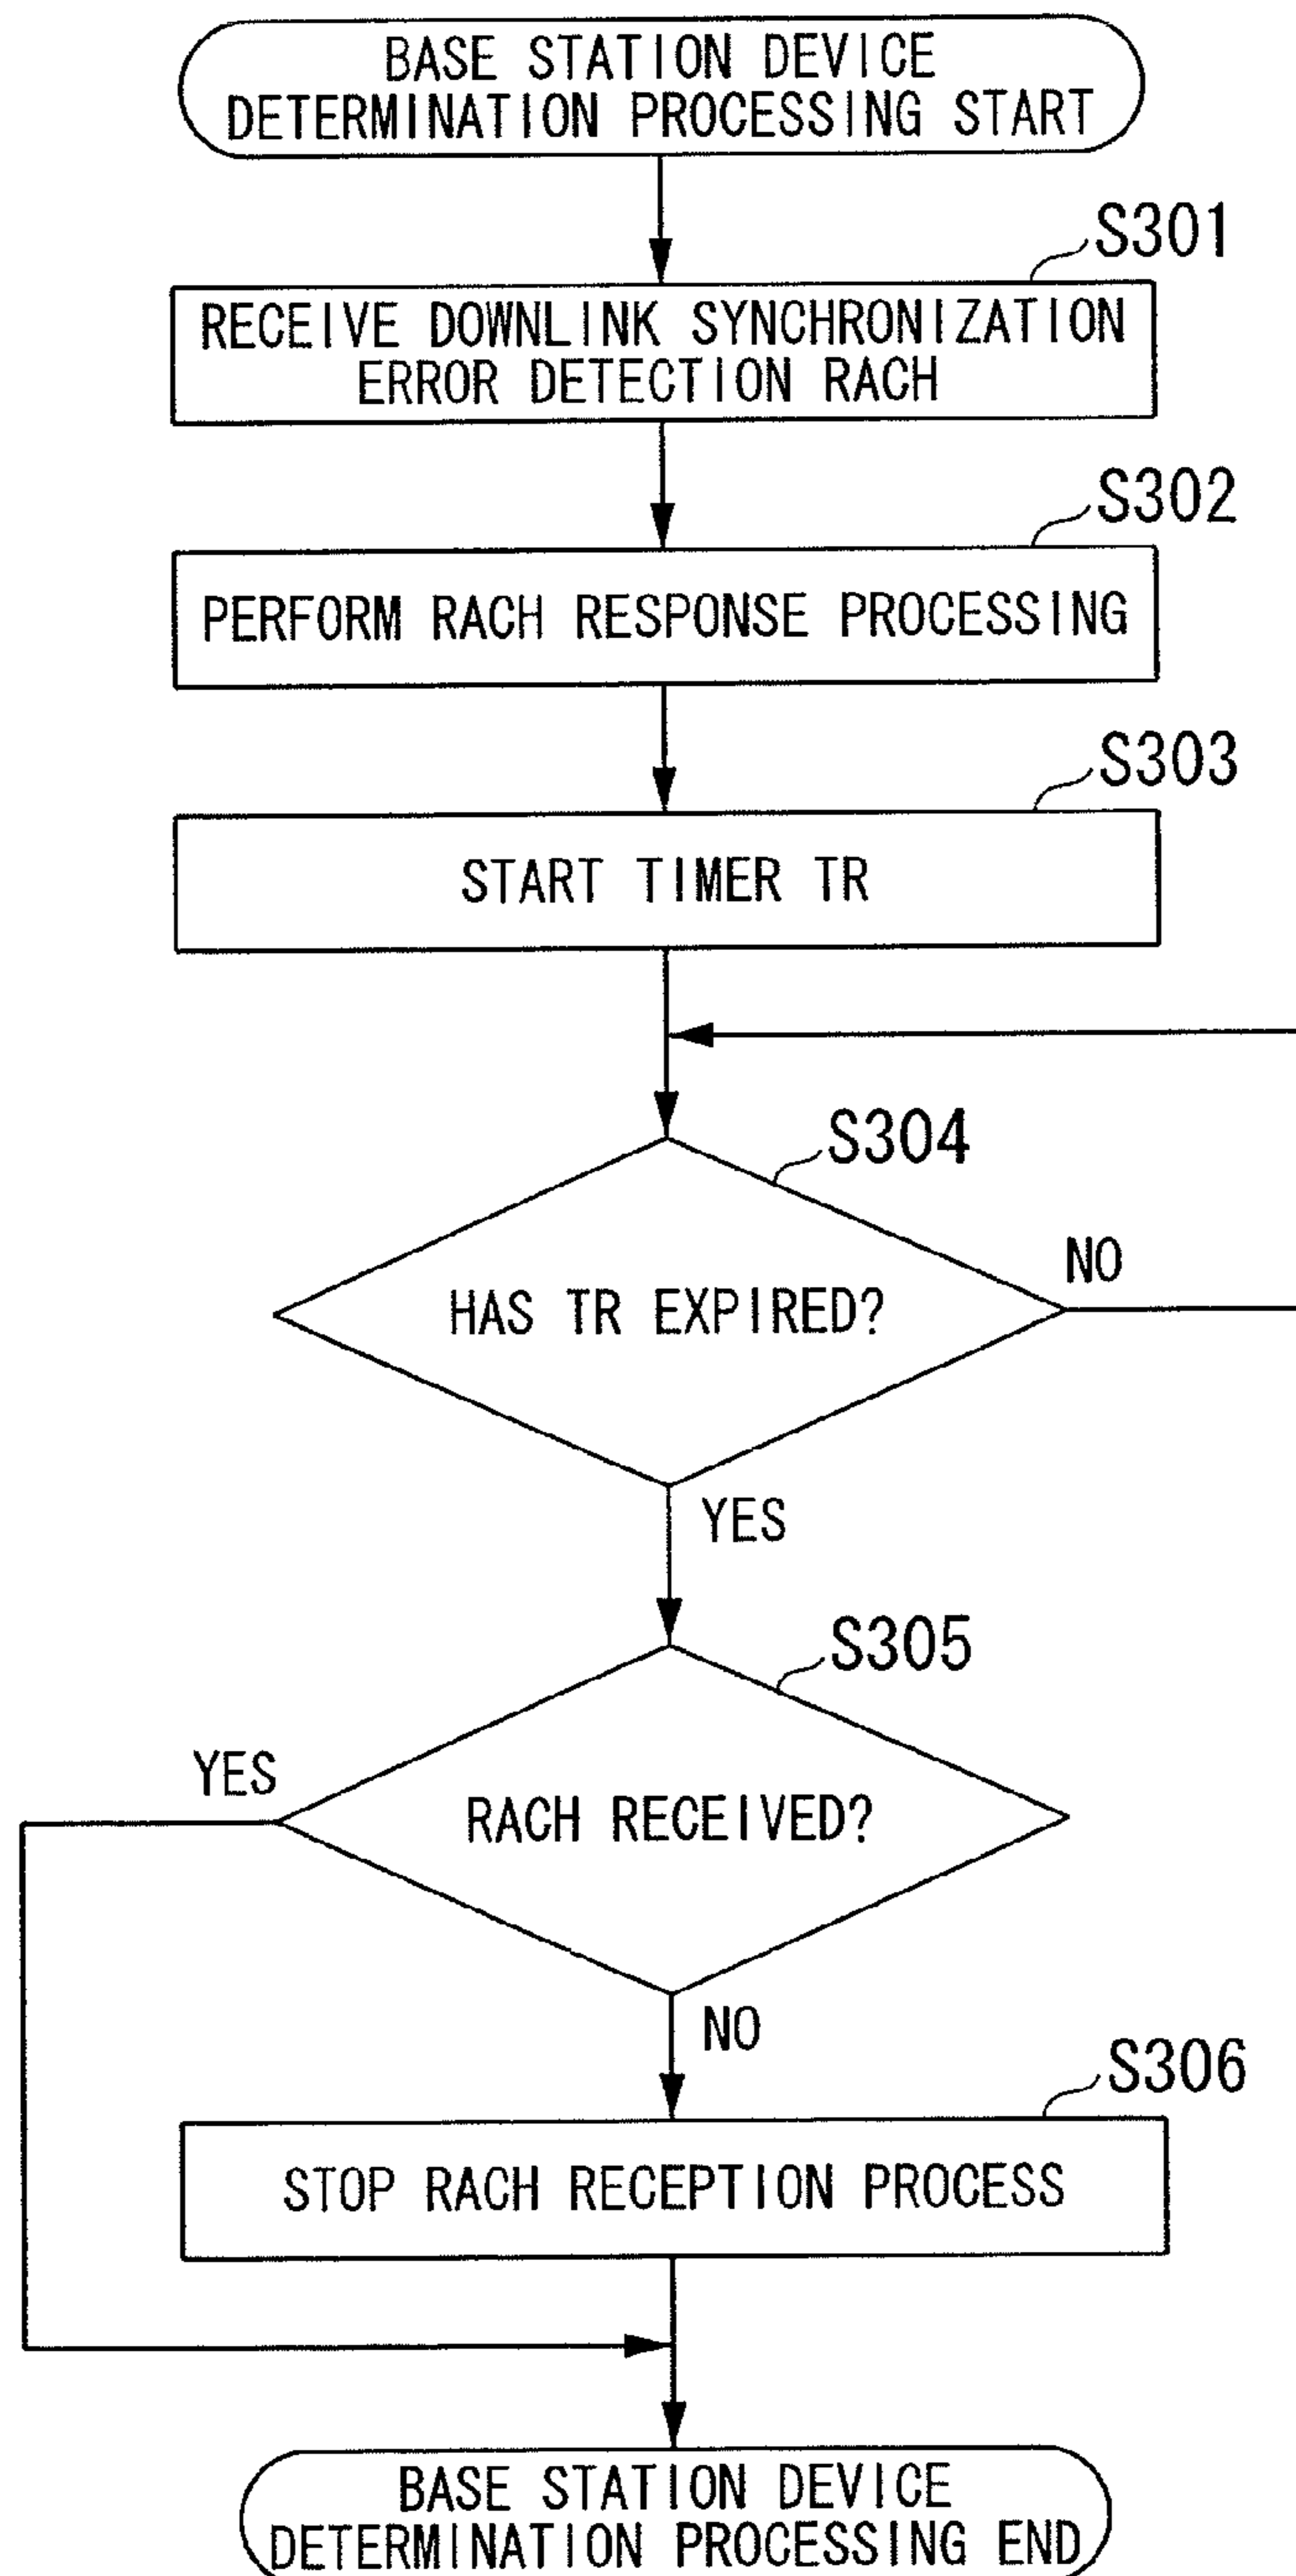 BASE STATION DEVICE
DETERMINATION PROCESSING START
S301
RECEIVE DOWNLINK SYNCHRONIZATION
ERROR DETECTION RACH
S302
PERFORM RACH RESPONSE PROCESSING
S303
START TIMER TR
S304
NO
HAS TR EXPIRED?
YES
S305
YES
RACH RECEIVED?
NO
S306
STOP RACH RECEPTION PROCESS
BASE STATION DEVICE
DETERMINATION PROCESSING END